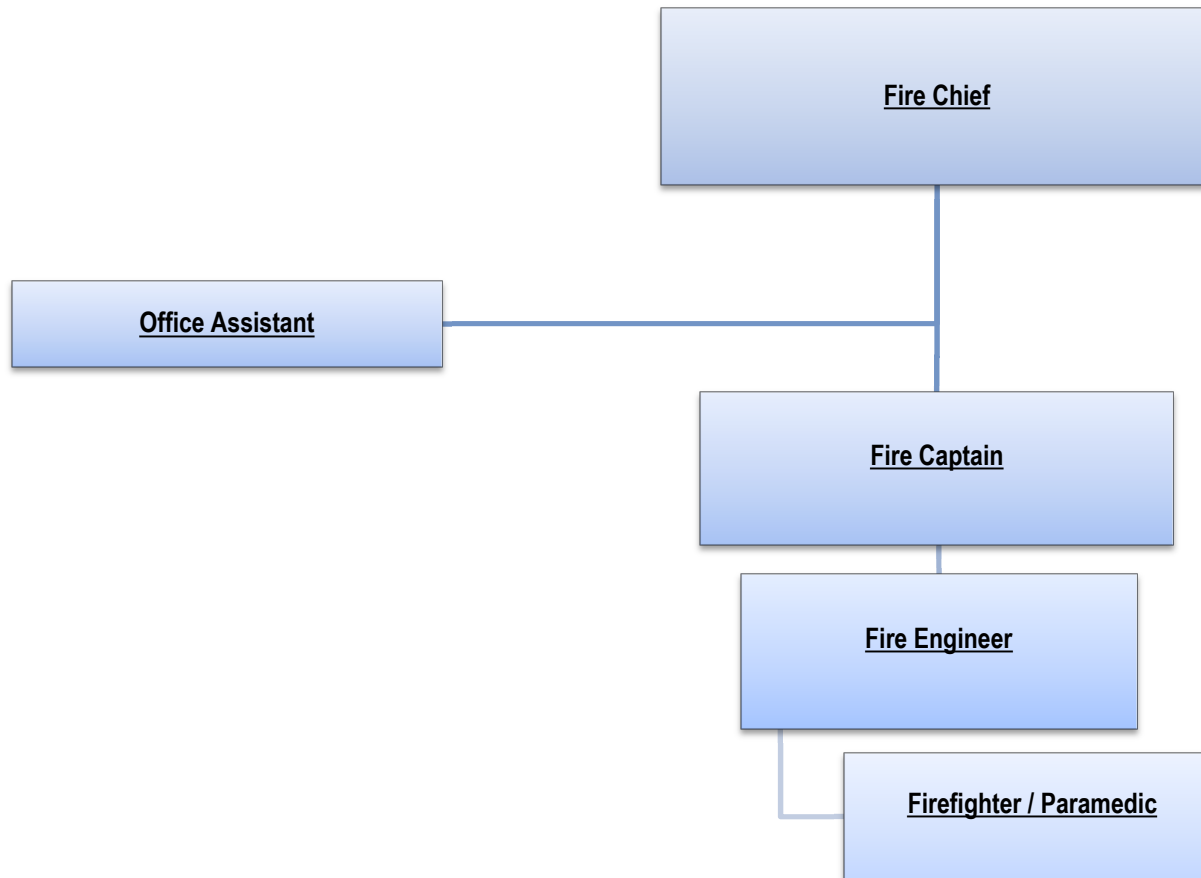 Fire Chief
Office Assistant
Fire Captain
Fire Engineer
Firefighter / Paramedic